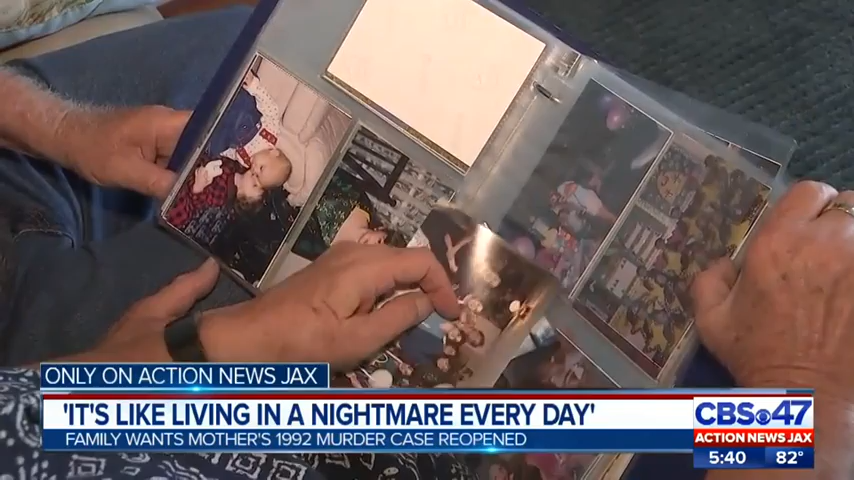 ONLY ON ACTION NEWS JAX
'IT'S LIKE LIVING IN A NIGHTMARE EVERY DAY'
FAMILY WANTS MOTHER'S 1992 MURDER CASE REOPENED
CBS 47
ACTION NEWS JAX
5:40 82°